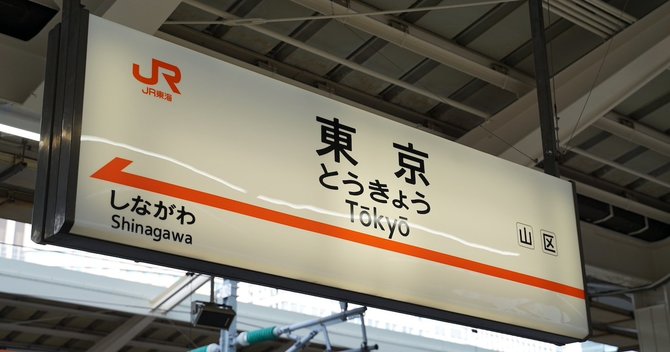 JR
JR東海
東京
とうきょう
Tōkyō
山 区
しながわ
Shinagawa